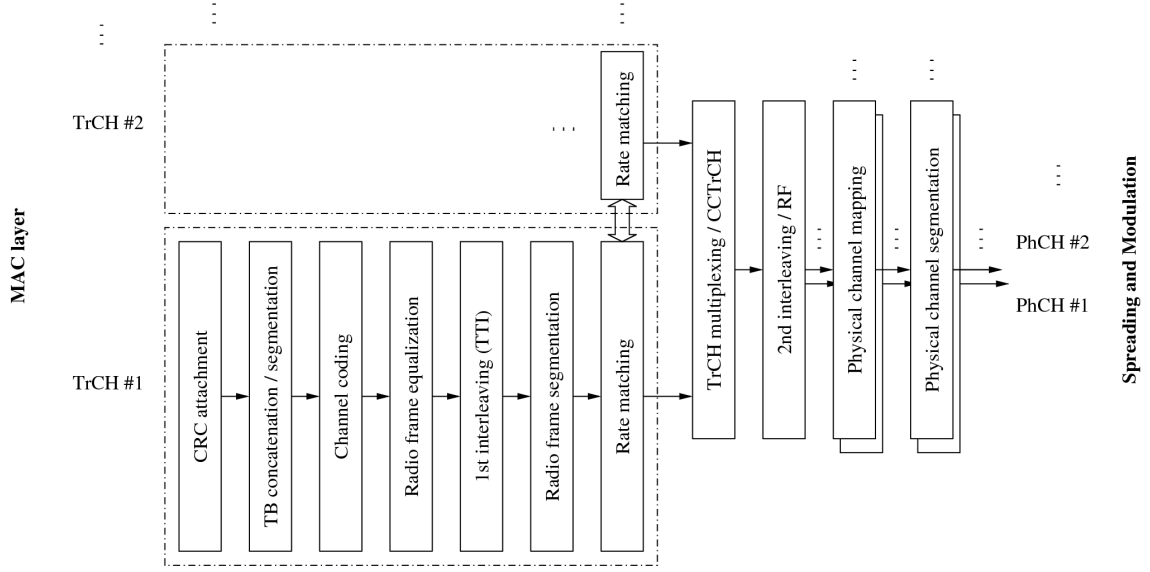 MAC layer
TrCH #2
Rate matching
TrCH #1
CRC attachment
TB concatenation / segmentation
Channel coding
Radio frame equalization
1st interleaving (TTI)
Radio frame segmentation
Rate matching
TrCH multiplexing / CCTrCH
2nd interleaving / RF
Physical channel mapping
Physical channel segmentation
PhCH #2
PhCH #1
Spreading and Modulation